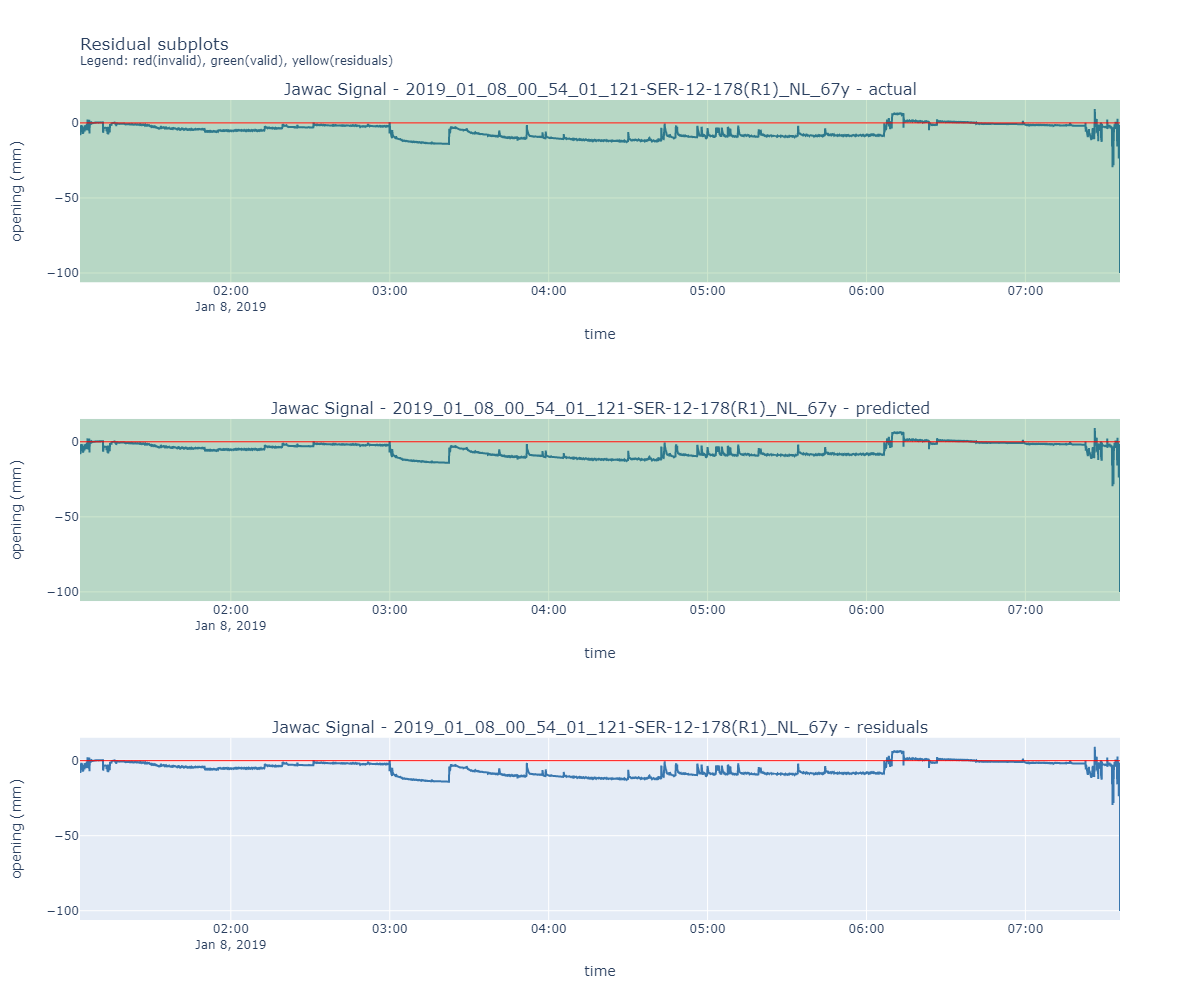 Residual subplots
Legend: red(invalid), green(valid), yellow(residuals)
Jawac Signal - 2019_01_08_00_54_01_121-SER-12-178(R1)_NL_67y - actual
opening (mm)
0
−50
−100
02:00 03:00 04:00 05:00 06:00 07:00
Jan 8, 2019
time
Jawac Signal - 2019_01_08_00_54_01_121-SER-12-178(R1)_NL_67y - predicted
opening (mm)
0
−50
−100
02:00 03:00 04:00 05:00 06:00 07:00
Jan 8, 2019
time
Jawac Signal - 2019_01_08_00_54_01_121-SER-12-178(R1)_NL_67y - residuals
opening (mm)
0
−50
−100
02:00 03:00 04:00 05:00 06:00 07:00
Jan 8, 2019
time